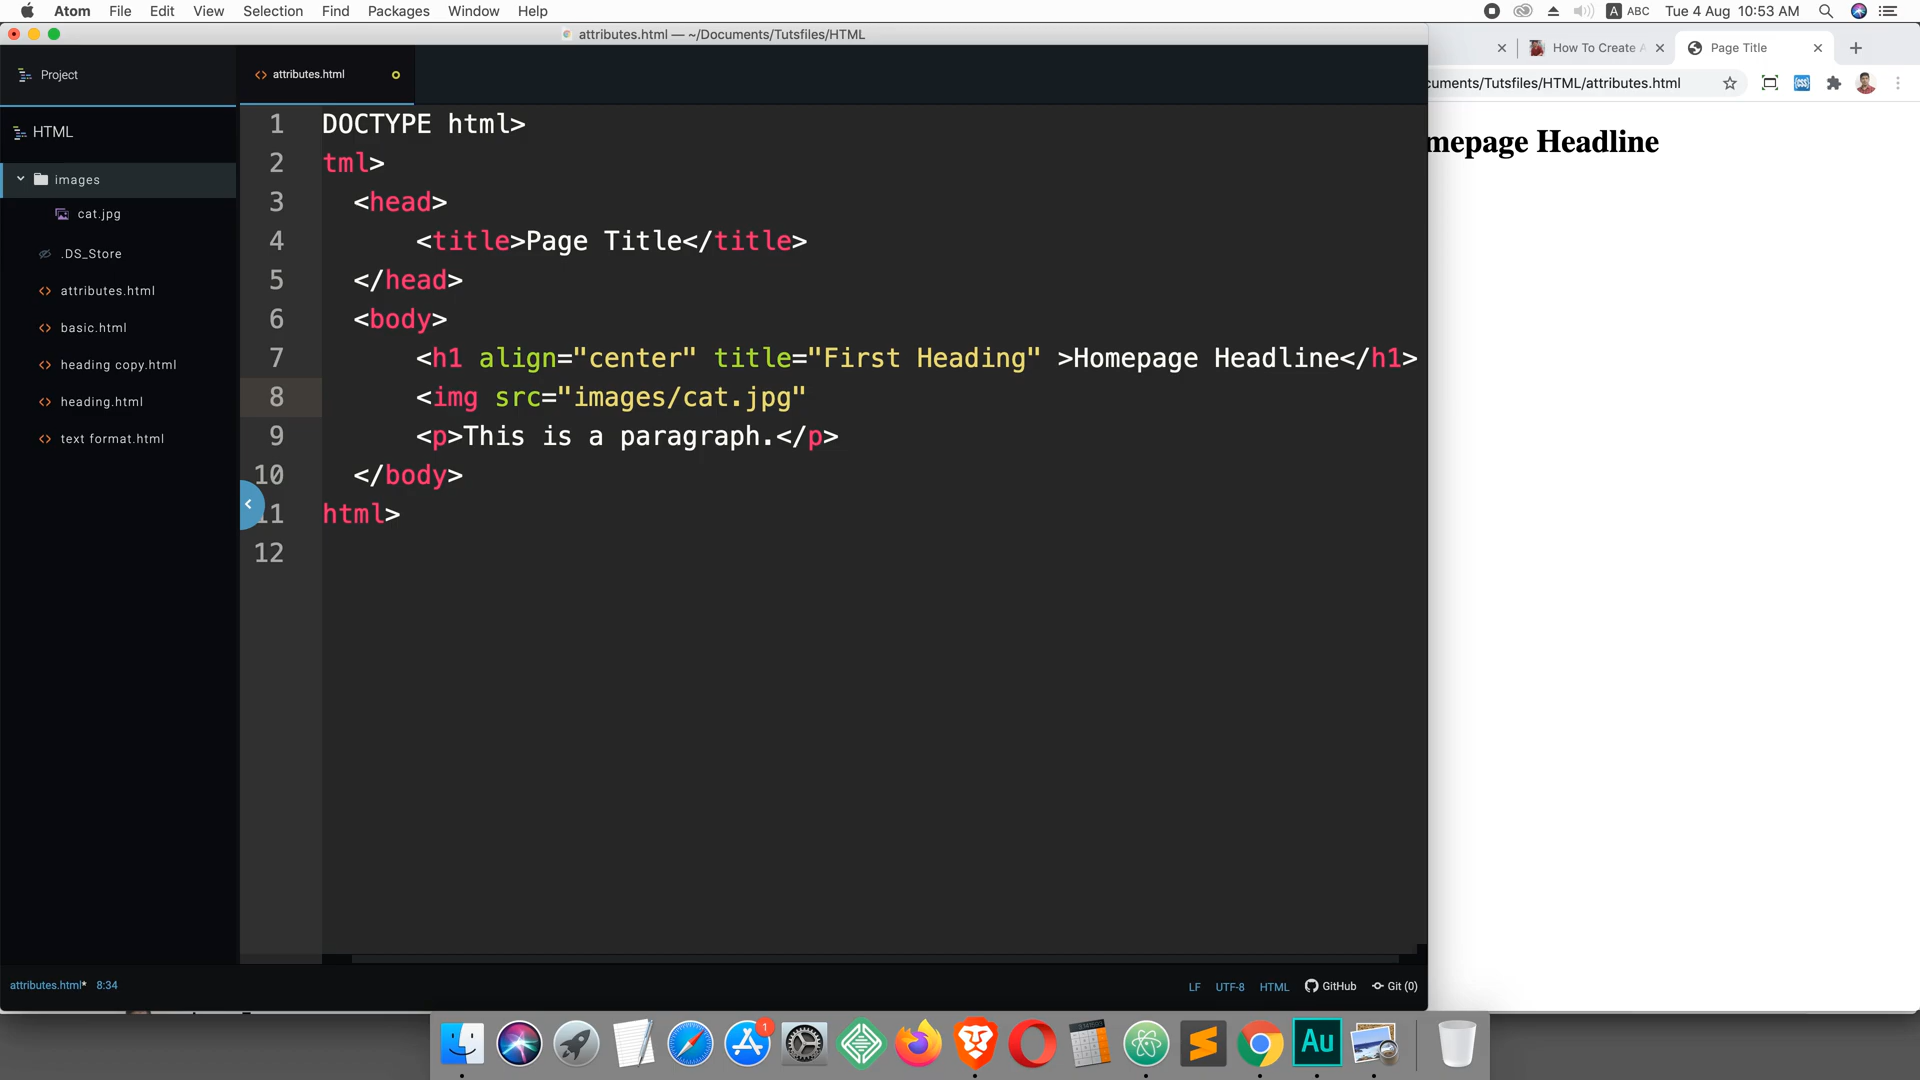 Atom File Edit View Selection Find Packages Window Help A ABC Tue 4 Aug 10:53 AM
attributes.html — ~/Documents/Tutsfiles/HTML
How To Create A Page Title
Project
attributes.html
cuments/Tutsfiles/HTML/attributes.html
HTML
images
cat.jpg
.DS_Store
attributes.html
basic.html
heading copy.html
heading.html
text format.html
1 DOCTYPE html>
2 tml>
3 <head>
4 <title>Page Title</title>
5 </head>
6 <body>
7 <h1 align="center" title="First Heading" >Homepage Headline</h1>
8 <img src="images/cat.jpg"
9 <p>This is a paragraph.</p>
10 </body>
11 html>
12
mepage Headline
attributes.html* 8:34 LF UTF-8 HTML GitHub Git (0)
1
Au